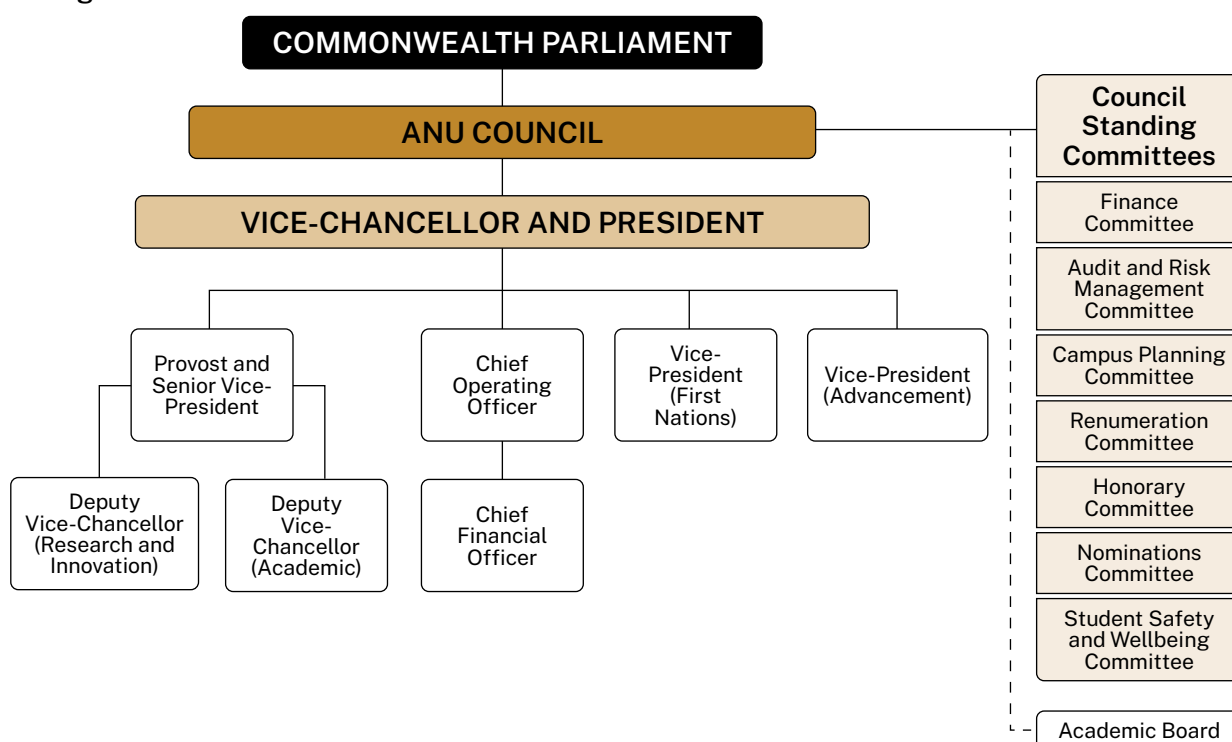 COMMONWEALTH PARLIAMENT
ANU COUNCIL
VICE-CHANCELLOR AND PRESIDENT
Provost and
Senior Vice-
President
Chief
Operating
Officer
Vice-
President
(First
Nations)
Vice-President
(Advancement)
Deputy
Vice-Chancellor
(Research and
Innovation)
Deputy
Vice-
Chancellor
(Academic)
Chief
Financial
Officer
Council
Standing
Committees
Finance
Committee
Audit and Risk
Management
Committee
Campus Planning
Committee
Renumeration
Committee
Honorary
Committee
Nominations
Committee
Student Safety
and Wellbeing
Committee
Academic Board